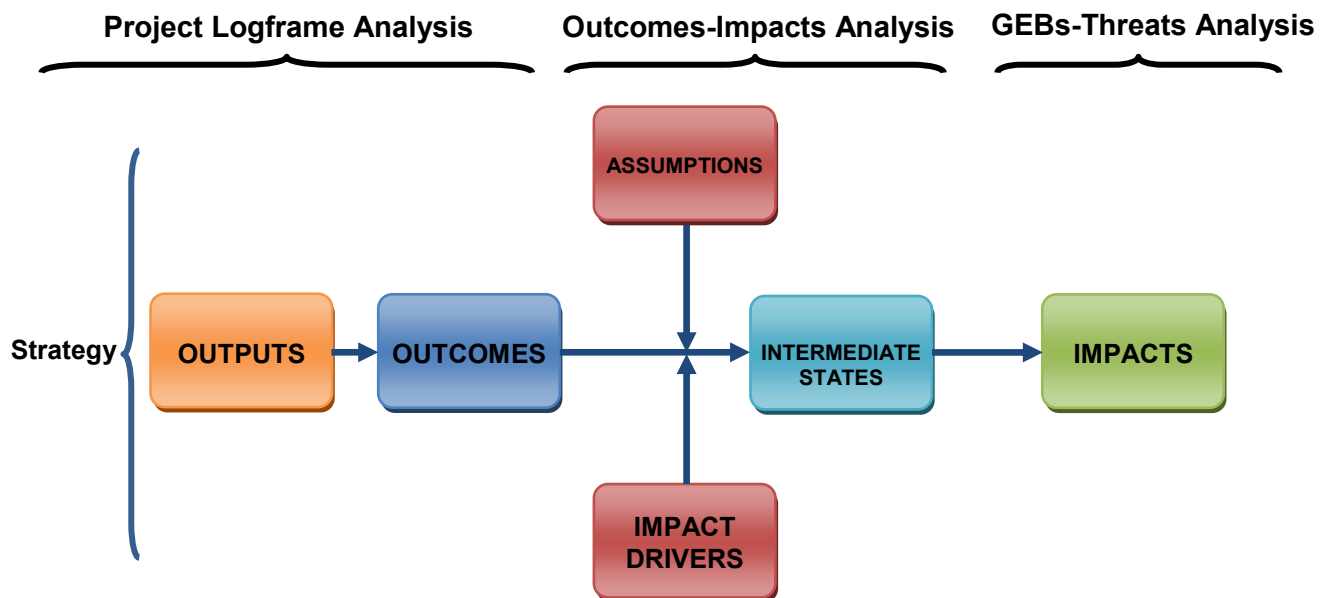 Project Logframe Analysis
Outcomes-Impacts Analysis
GEBs-Threats Analysis
ASSUMPTIONS
Strategy
OUTPUTS
OUTCOMES
INTERMEDIATE
STATES
IMPACTS
IMPACT
DRIVERS